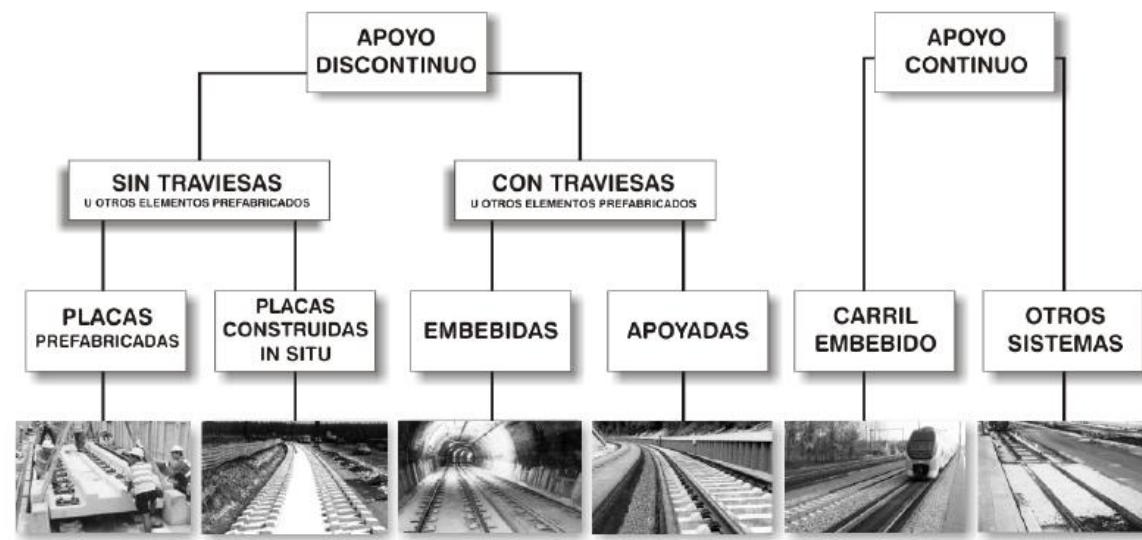 APOYO
DISCONTINUO
APOYO
CONTINUO
SIN TRAVIESAS
U OTROS ELEMENTOS PREFABRICADOS
CON TRAVIESAS
U OTROS ELEMENTOS PREFABRICADOS
PLACAS
PREFABRICADAS
PLACAS
CONSTRUIDAS
IN SITU
EMBEBIDAS
APOYADAS
CARRIL
EMBEBIDO
OTROS
SISTEMAS